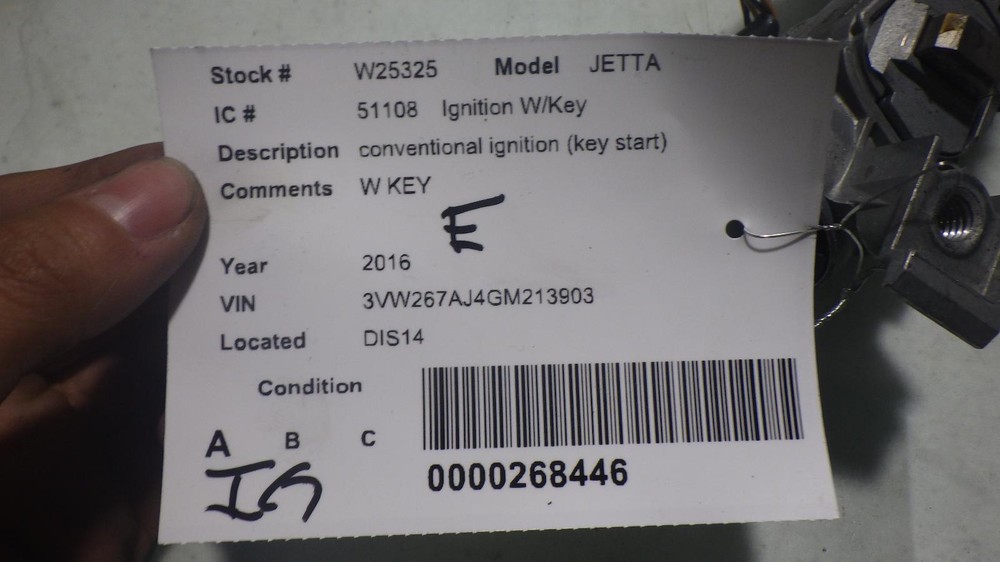 Stock # W25325 Model JETTA
IC # 51108 Ignition W/Key
Description conventional ignition (key start)
Comments W KEY
E
Year 2016
VIN 3VW267AJ4GM213903
Located DIS14
Condition
A B C
IG
0000268446